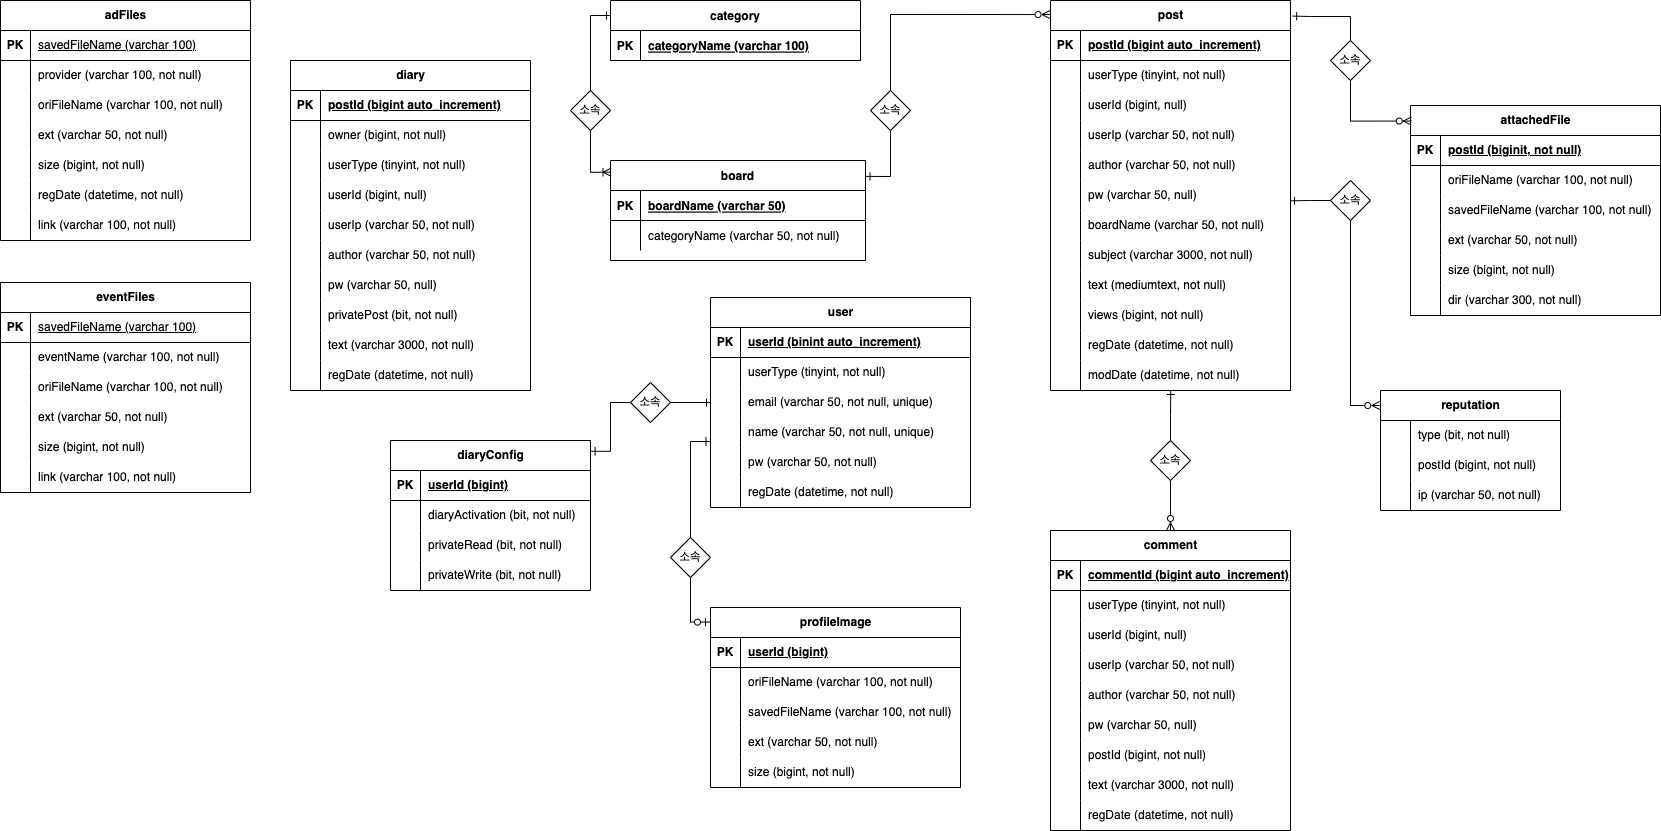 adFiles
PK savedFileName (varchar 100)
provider (varchar 100, not null)
oriFileName (varchar 100, not null)
ext (varchar 50, not null)
size (bigint, not null)
regDate (datetime, not null)
link (varchar 100, not null)
eventFiles
PK savedFileName (varchar 100)
eventName (varchar 100, not null)
oriFileName (varchar 100, not null)
ext (varchar 50, not null)
size (bigint, not null)
link (varchar 100, not null)
diary
PK postId (bigint auto_increment)
owner (bigint, not null)
userType (tinyint, not null)
userId (bigint, null)
userIp (varchar 50, not null)
author (varchar 50, not null)
pw (varchar 50, null)
privatePost (bit, not null)
text (varchar 3000, not null)
regDate (datetime, not null)
category
PK categoryName (varchar 100)
소속
소속
board
PK boardName (varchar 50)
categoryName (varchar 50, not null)
user
PK userId (binint auto_increment)
userType (tinyint, not null)
email (varchar 50, not null, unique)
name (varchar 50, not null, unique)
pw (varchar 50, not null)
regDate (datetime, not null)
소속
diaryConfig
PK userId (bigint)
diaryActivation (bit, not null)
privateRead (bit, not null)
privateWrite (bit, not null)
소속
profileImage
PK userId (bigint)
oriFileName (varchar 100, not null)
savedFileName (varchar 100, not null)
ext (varchar 50, not null)
size (bigint, not null)
post
PK postId (bigint auto_increment)
userType (tinyint, not null)
userId (bigint, null)
userIp (varchar 50, not null)
author (varchar 50, not null)
pw (varchar 50, null)
boardName (varchar 50, not null)
subject (varchar 3000, not null)
text (mediumtext, not null)
views (bigint, not null)
regDate (datetime, not null)
modDate (datetime, not null)
소속
attachedFile
PK postId (biginit, not null)
oriFileName (varchar 100, not null)
savedFileName (varchar 100, not null)
ext (varchar 50, not null)
size (bigint, not null)
dir (varchar 300, not null)
소속
reputation
type (bit, not null)
postId (bigint, not null)
ip (varchar 50, not null)
소속
comment
PK commentId (bigint auto_increment)
userType (tinyint, not null)
userId (bigint, null)
userIp (varchar 50, not null)
author (varchar 50, not null)
pw (varchar 50, null)
postId (bigint, not null)
text (varchar 3000, not null)
regDate (datetime, not null)